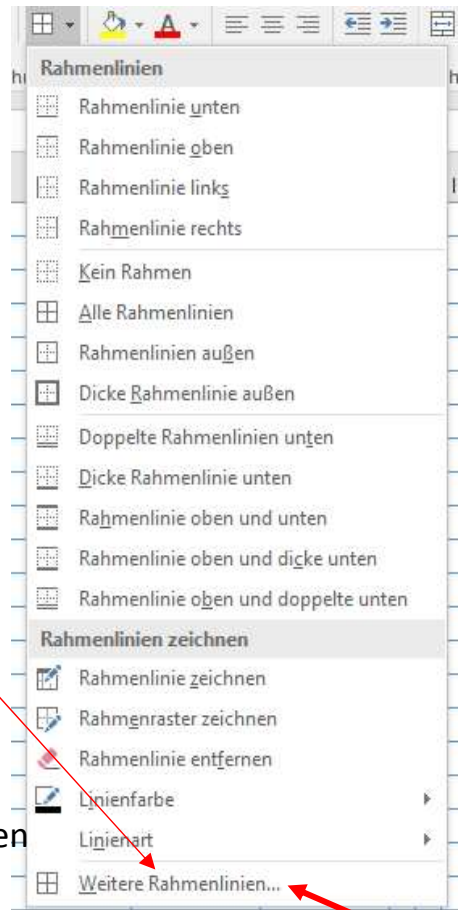 A
Rahmenlinien
Rahmenlinie unten
Rahmenlinie oben
Rahmenlinie links
Rahmenlinie rechts
Kein Rahmen
Alle Rahmenlinien
Rahmenlinien außen
Dicke Rahmenlinie außen
Doppelte Rahmenlinien unten
Dicke Rahmenlinie unten
Rahmenlinie oben und unten
Rahmenlinie oben und dicke unten
Rahmenlinie oben und doppelte unten
Rahmenlinien zeichnen
Rahmenlinie zeichnen
Rahmenraster zeichnen
Rahmenlinie entfernen
Linienfarbe
en
Linienart
Weitere Rahmenlinien...